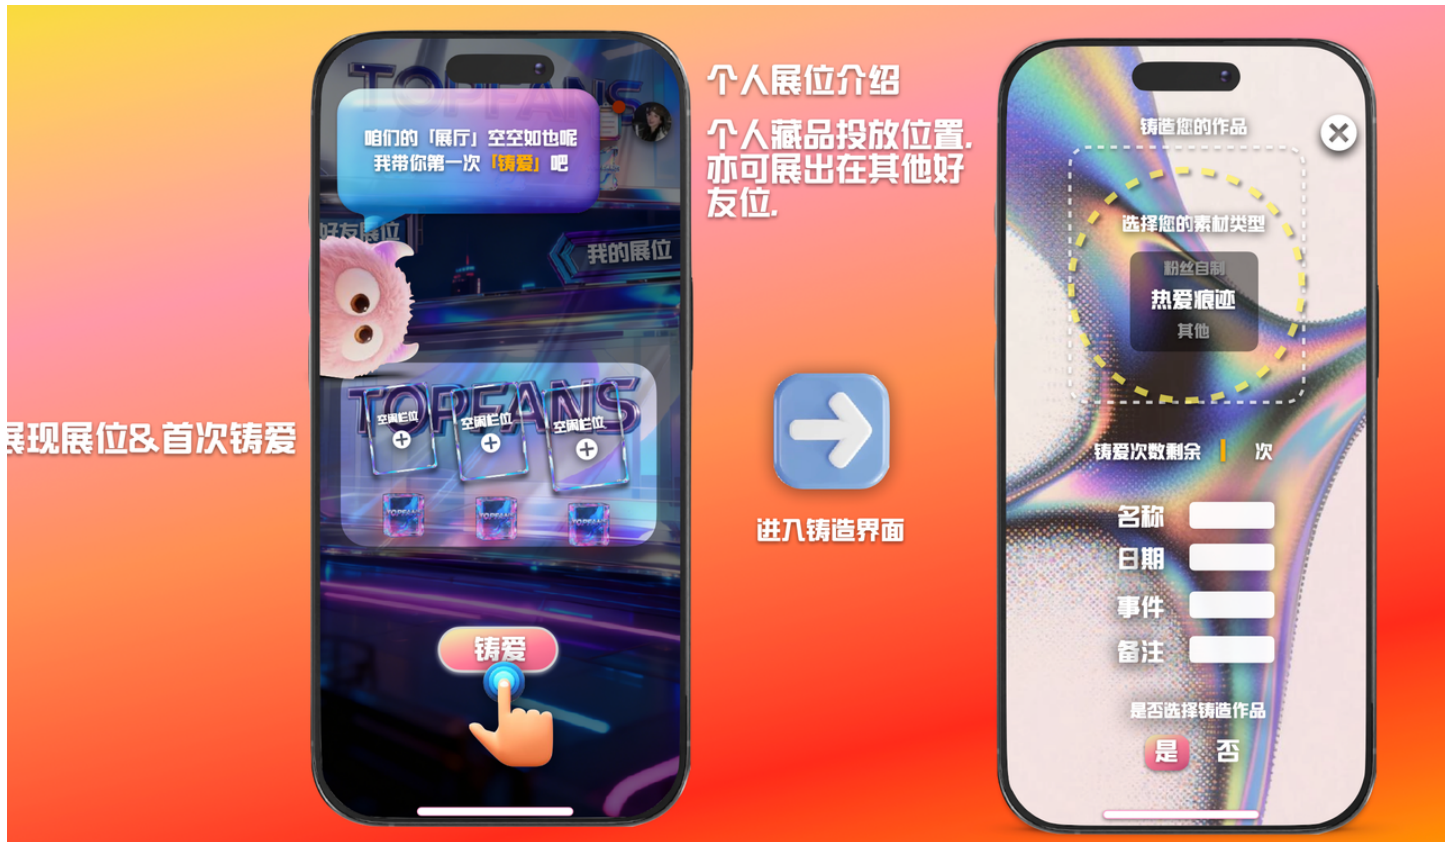 展现展位&首次铸爱
TOPFANS
咱们的「展厅」空空如也呢
我带你第一次「铸爱」吧
好友展位
我的展位
TOPFANS
空闲栏位
空闲栏位
空闲栏位
TOPFANS
TOPFANS
TOPFANS
铸爱
个人展位介绍
个人藏品投放位置.
亦可展出在其他好
友位.
进入铸造界面
铸造您的作品
选择您的素材类型
粉丝自制
热爱痕迹
其他
铸爱次数剩余 1 次
名称
日期
事件
备注
是否选择铸造作品
是 否